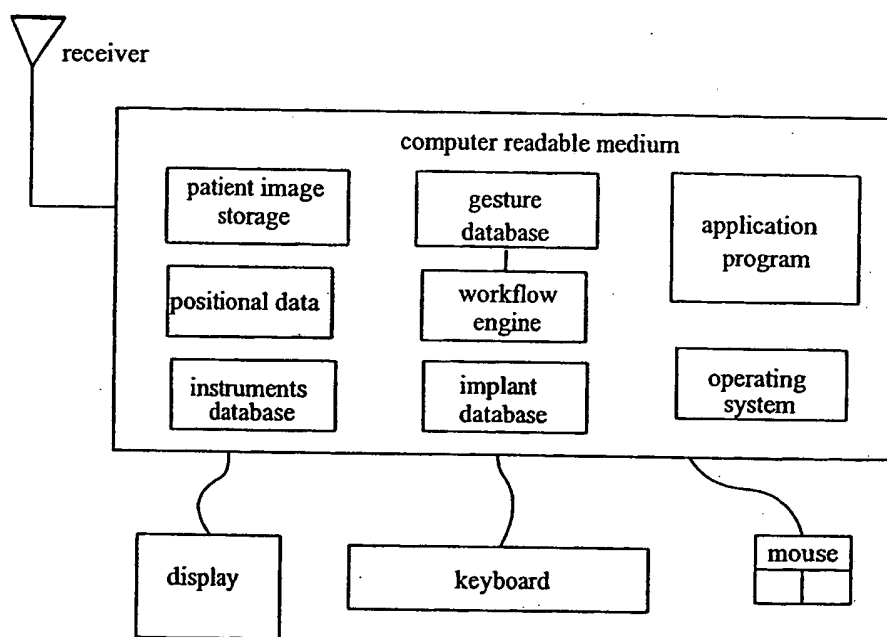 receiver
computer readable medium
patient image
storage
gesture
database
application
program
positional data
workflow
engine
instruments
database
implant
database
operating
system
display
keyboard
mouse